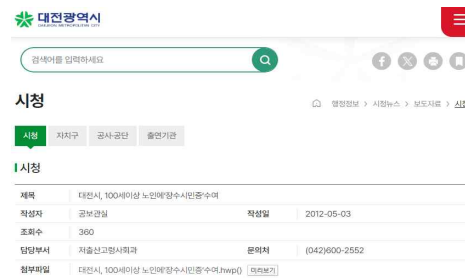 대전광역시
DAEJEON METROPOLITAN CITY
검색어를 입력하세요
시청
행정정보 > 시청뉴스 > 보도자료 > 시청
시청 자치구 공사·공단 출연기관
시청
제목 대전시, 100세이상 노인에'장수시민증'수여
작성자 공보관실 작성일 2012-05-03
조회수 360
담당부서 저출산고령사회과 문의처 (042)600-2552
첨부파일 대전시, 100세이상 노인에'장수시민증'수여.hwp() 미리보기